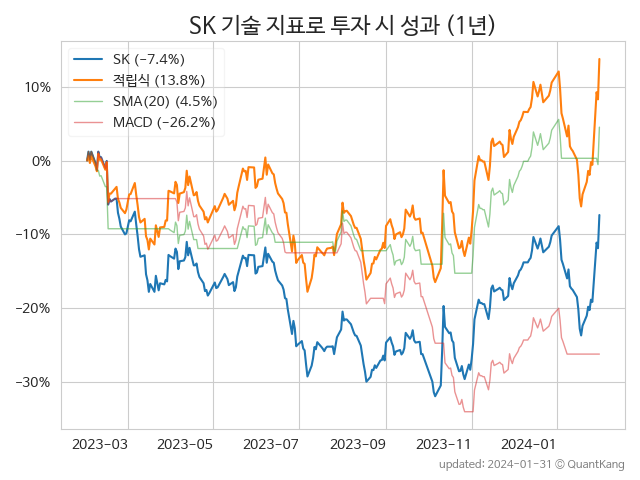 SK 기술 지표로 투자 시 성과 (1년)
SK (−7.4%)
적립식 (13.8%)
SMA(20) (4.5%)
MACD (−26.2%)
10%
0%
−10%
−20%
−30%
2023-03
2023-05
2023-07
2023-09
2023-11
2024-01
updated: 2024-01-31 © QuantKang